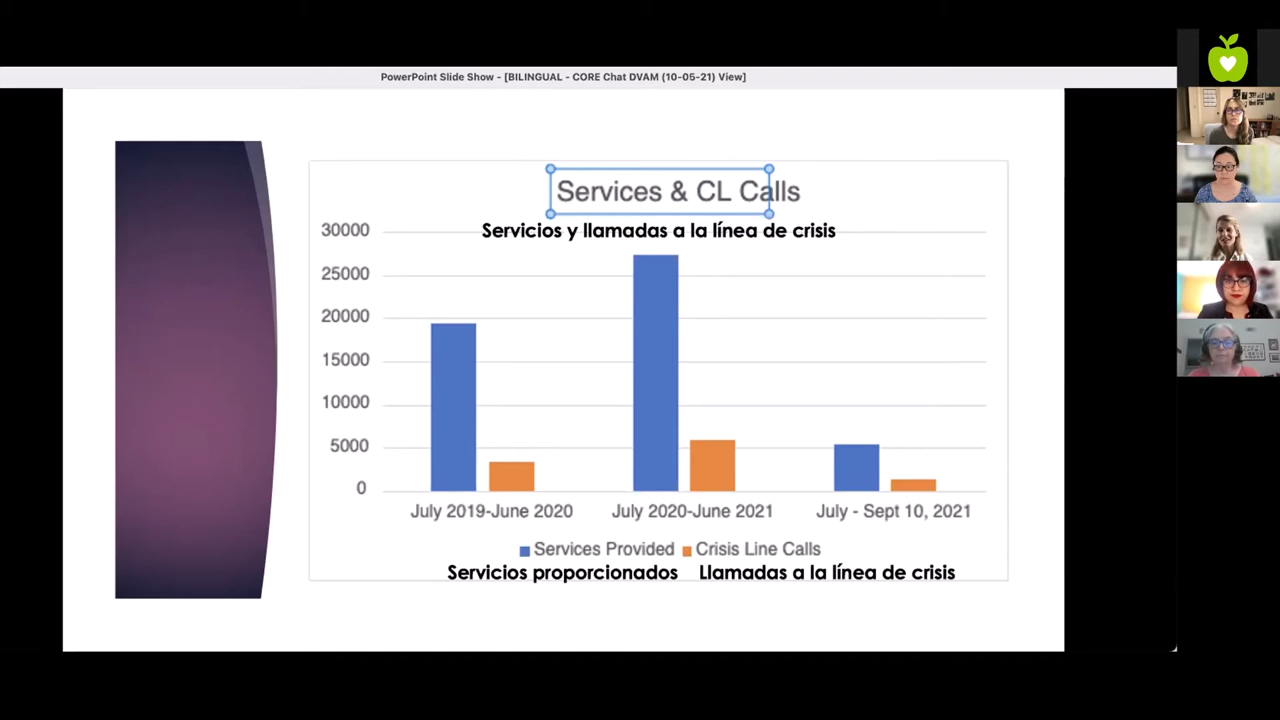 PowerPoint Slide Show - [BILINGUAL - CORE Chat DVAM (10-05-21) View]
Services & CL Calls
Servicios y llamadas a la línea de crisis
30000
25000
20000
15000
10000
5000
0
July 2019-June 2020
July 2020-June 2021
July - Sept 10, 2021
Services Provided
Crisis Line Calls
Servicios proporcionados
Llamadas a la línea de crisis